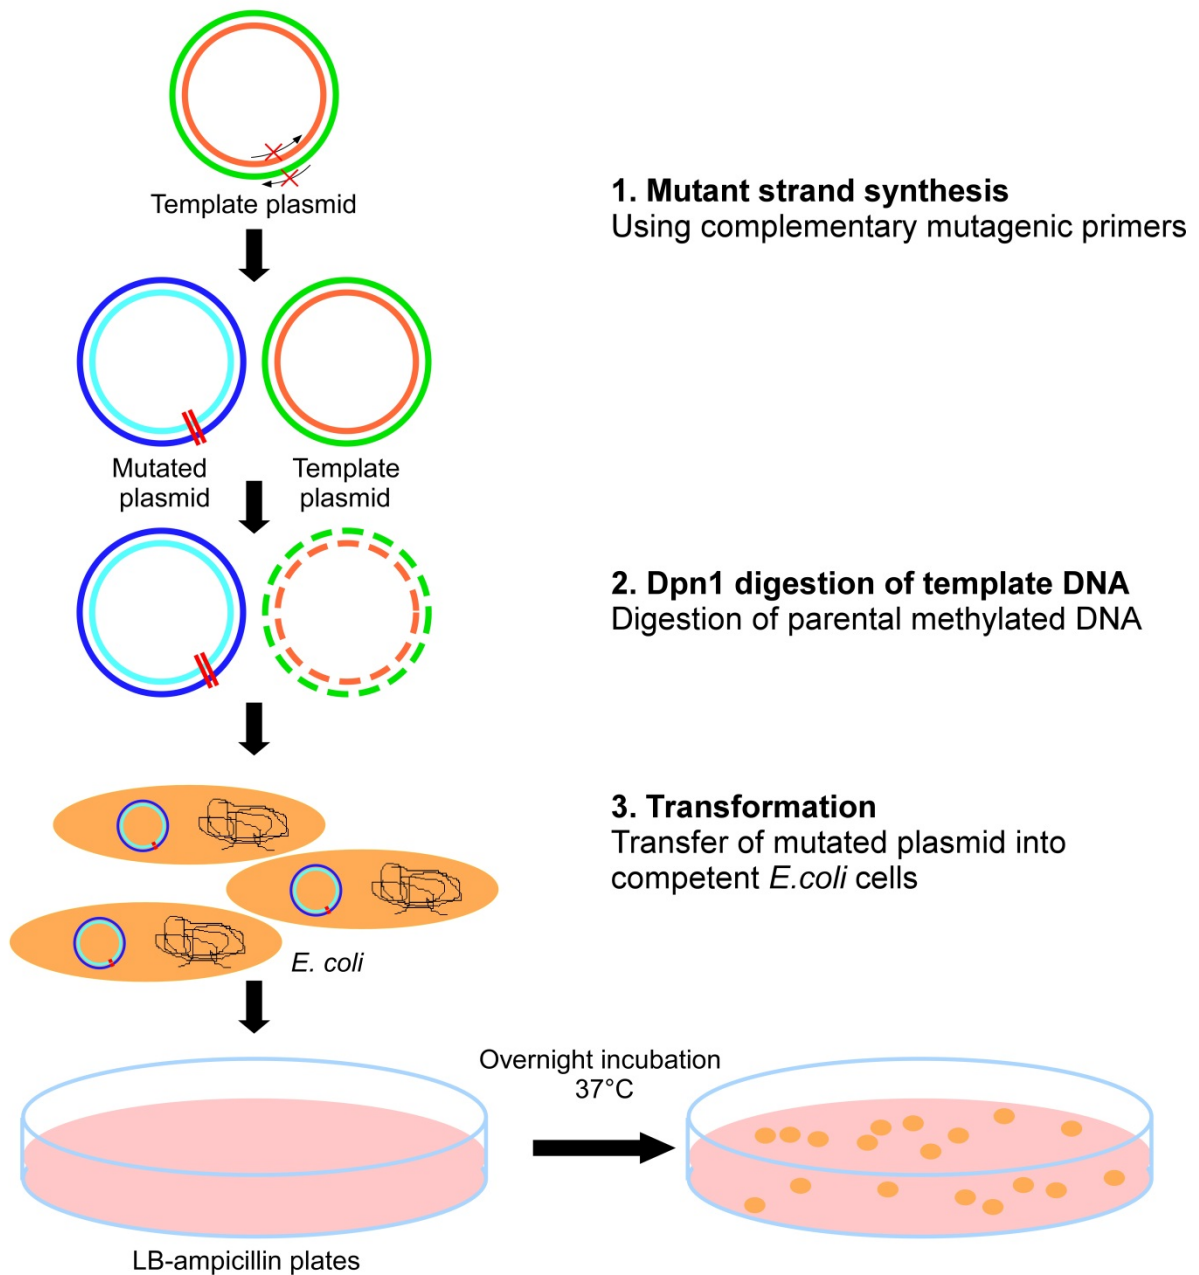 Template plasmid
1. Mutant strand synthesis
Using complementary mutagenic primers
Mutated
plasmid
Template
plasmid
2. Dpn1 digestion of template DNA
Digestion of parental methylated DNA
3. Transformation
Transfer of mutated plasmid into
competent E.coli cells
E. coli
Overnight incubation
37°C
LB-ampicillin plates